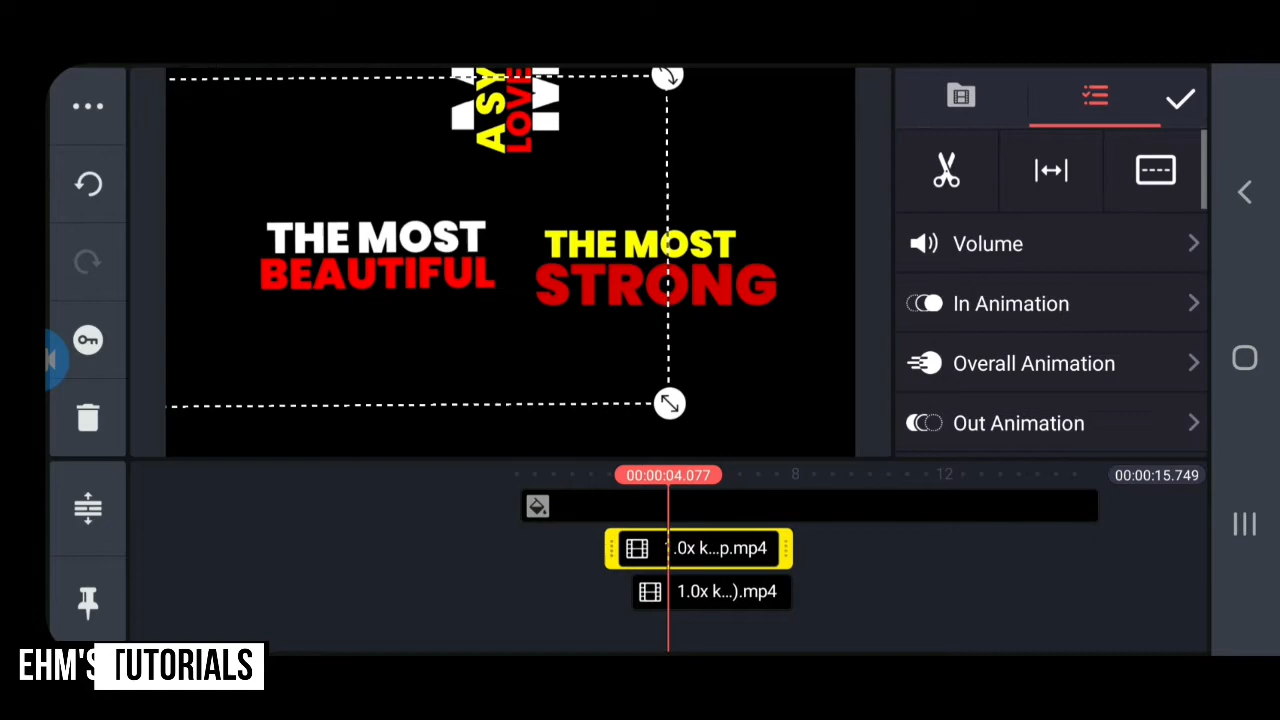 ASY
LOVE
THE MOST
BEAUTIFUL
THE MOST
STRONG
Volume
In Animation
Overall Animation
Out Animation
00:00:04.077
8
12
00:00:15.749
1.0x k...p.mp4
1.0x k...).mp4
EHM'S TUTORIALS